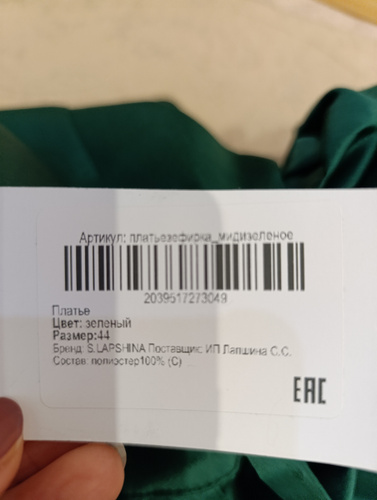 Артикул: платьезефирка_мидизеленое
2039517273049
Платье
Цвет: зеленый
Размер:44
Бренд: S.LAPSHINA Поставщик: ИП Лапшина С.С.
Состав: полиэстер100% (С)
EAC